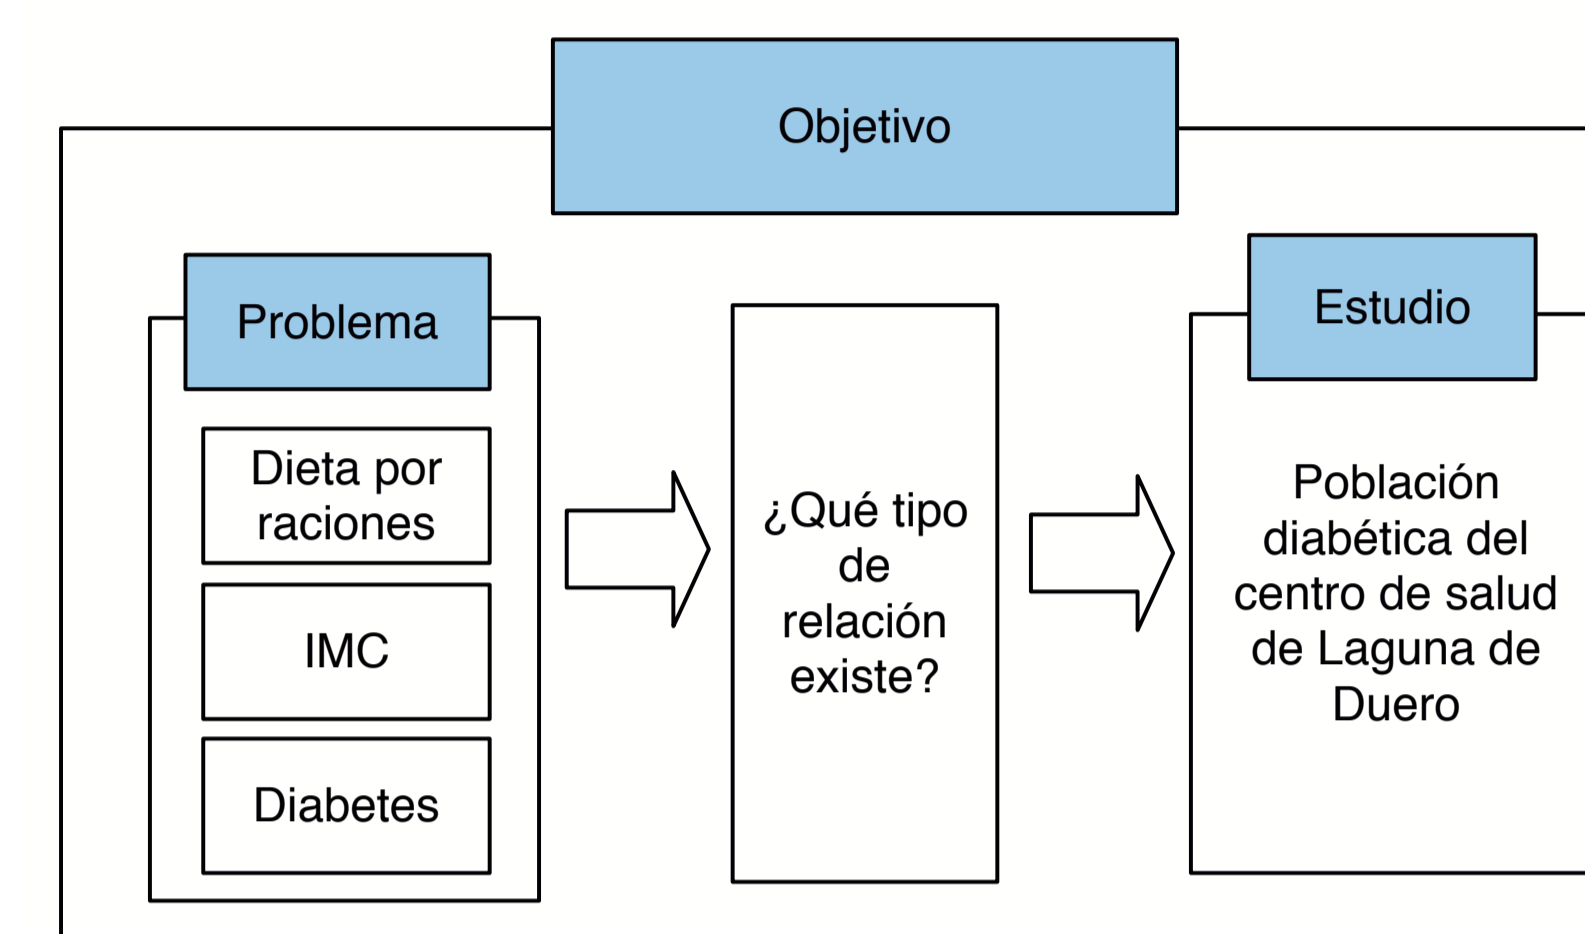 Objetivo
Problema
Dieta por
raciones
IMC
Diabetes
¿Qué tipo
de
relación
existe?
Estudio
Población
diabética del
centro de salud
de Laguna de
Duero